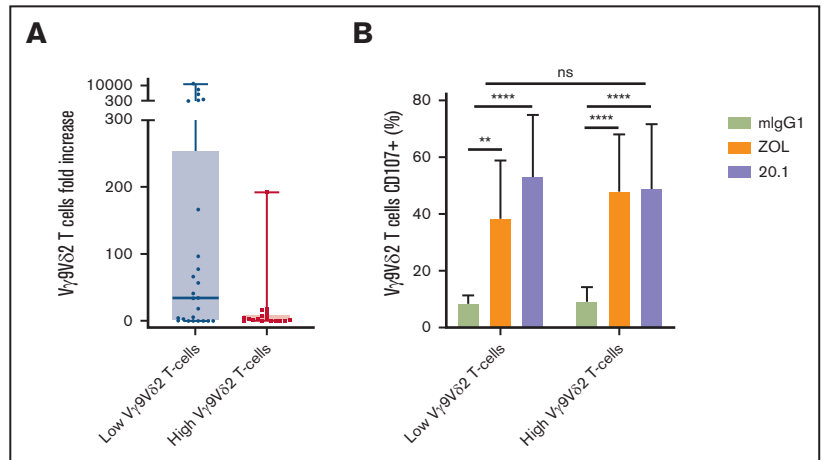 A
Vγ9Vδ2 T cells fold increase
10000
300
300
200
100
0
Low Vγ9Vδ2 T-cells
High Vγ9Vδ2 T-cells
B
Vγ9Vδ2 T cells CD107+ (%)
80
60
40
20
0
ns
****
**
****
****
Low Vγ9Vδ2 T-cells
High Vγ9Vδ2 T-cells
mIgG1
ZOL
20.1